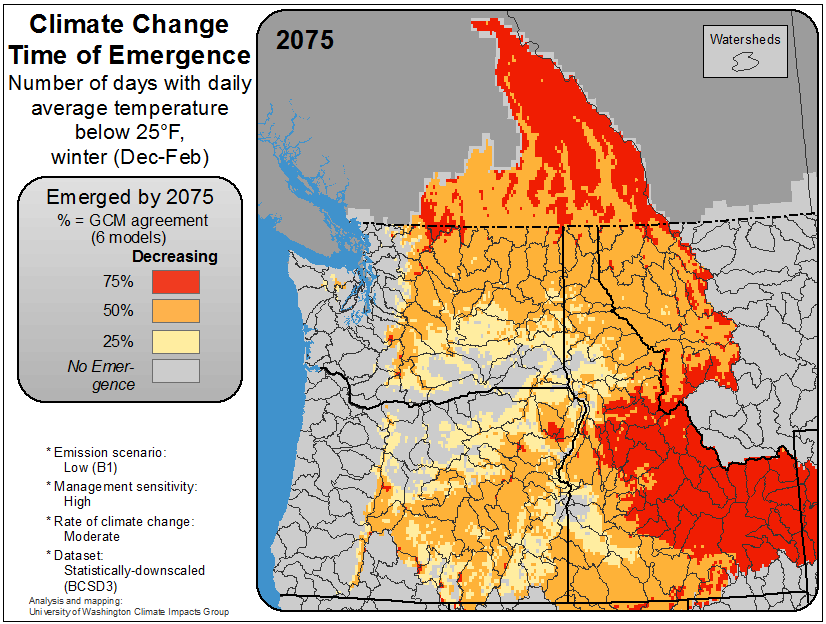 Climate Change
Time of Emergence
Number of days with daily
average temperature
below 25°F,
winter (Dec-Feb)
Emerged by 2075
% = GCM agreement
(6 models)
Decreasing
75%
50%
25%
No Emer-
gence
* Emission scenario:
Low (B1)
* Management sensitivity:
High
* Rate of climate change:
Moderate
* Dataset:
Statistically-downscaled
(BCSD3)
Analysis and mapping:
University of Washington Climate Impacts Group
2075
Watersheds